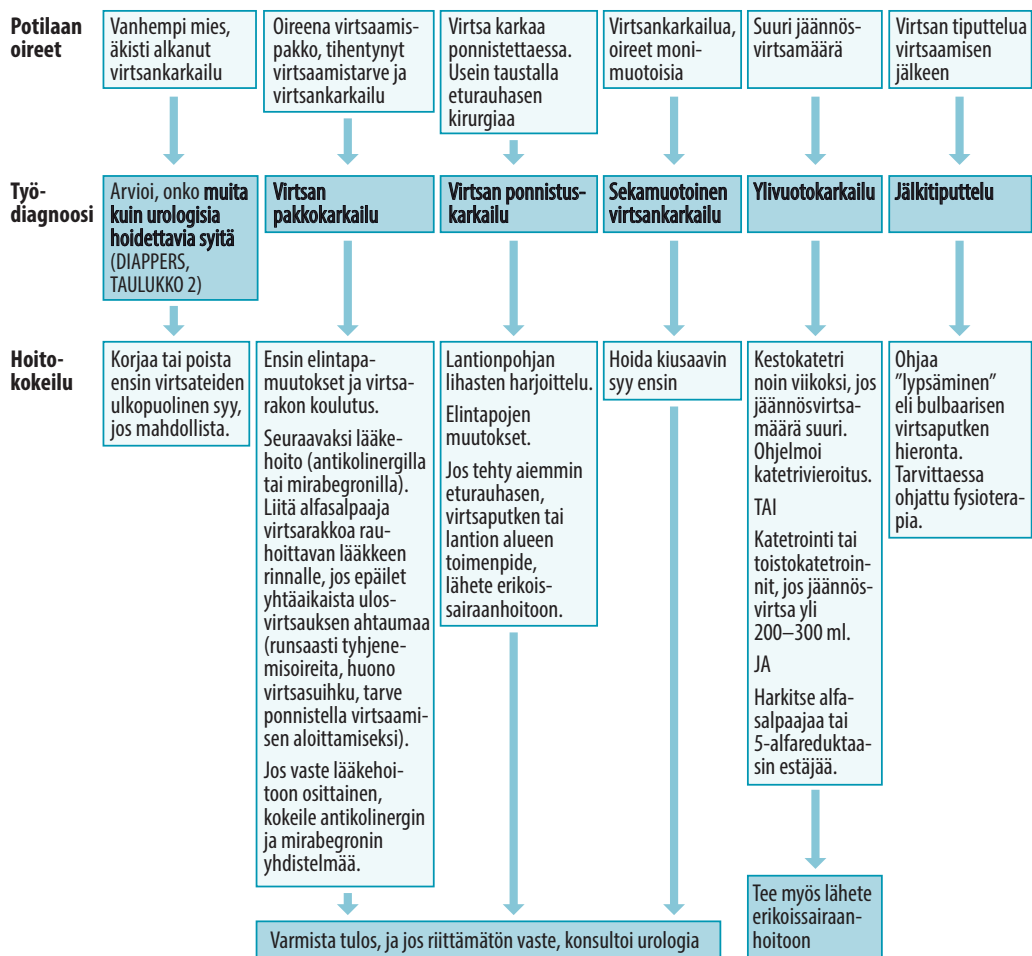 Potilaan
oireet
Vanhempi mies,
äkisti alkanut
virtsankarkailu
Oireena virtsaamis-
pakko, tihentynyt
virtsaamistarve ja
virtsankarkailu
Virtsa karkaa
ponnistettaessa.
Usein taustalla
eturauhasen
kirurgiaa
Virtsankarkailua,
oireet moni-
muotoisia
Suuri jäännös-
virtsamäärä
Virtsan tiputtelua
virtsaamisen
jälkeen
Työ-
diagnoosi
Arvioi, onko muita
kuin urologisia
hoidettavia syitä
(DIAPPERS,
TAULUKKO 2)
Virtsan
pakkokarkailu
Virtsan ponnistus-
karkailu
Sekamuotoinen
virtsankarkailu
Ylivuotokarkailu
Jälkitiputtelu
Hoito-
kokeilu
Korjaa tai poista
ensin virtsateiden
ulkopuolinen syy,
jos mahdollista.
Ensin elintapa-
muutokset ja virtsa-
rakon koulutus.
Seuraavaksi lääke-
hoito (antikolinergilla
tai mirabegronilla).
Liitä alfasalpaaja
virtsarakkoa rau-
hoittavan lääkkeen
rinnalle, jos epäilet
yhtäaikaista ulos-
virtsauksen ahtaumaa
(runsaasti tyhjene-
misoireita, huono
virtsasuihku, tarve
ponnistella virtsaami-
sen aloittamiseksi).
Jos vaste lääkehoi-
toon osittainen,
kokeile antikolinergin
ja mirabegronin
yhdistelmää.
Lantionpohjan
lihasten harjoittelu.
Elintapojen
muutokset.
Jos tehty aiemmin
eturauhasen,
virtsaputken tai
lantion alueen
toimenpide,
lähete erikois-
sairaanhoitoon.
Hoida kiusaavin
syy ensin
Kestokatetri
noin viikoksi, jos
jäännösvirtsa-
määrä suuri.
Ohjelmoi
katetrivieroitus.
TAI
Katetrointi tai
toistokatetroin-
nit, jos jäännös-
virtsa yli
200–300 ml.
JA
Harkitse alfa-
salpaajaa tai
5-alfareduktaa-
sin estäjää.
Ohjaa
”lypsäminen”
eli bulbaarisen
virtsaputken
hieronta.
Tarvittaessa
ohjattu fysiotera-
pia.
Varmista tulos, ja jos riittämätön vaste, konsultoi urologia
Tee myös lähete
erikoissairaan-
hoitoon